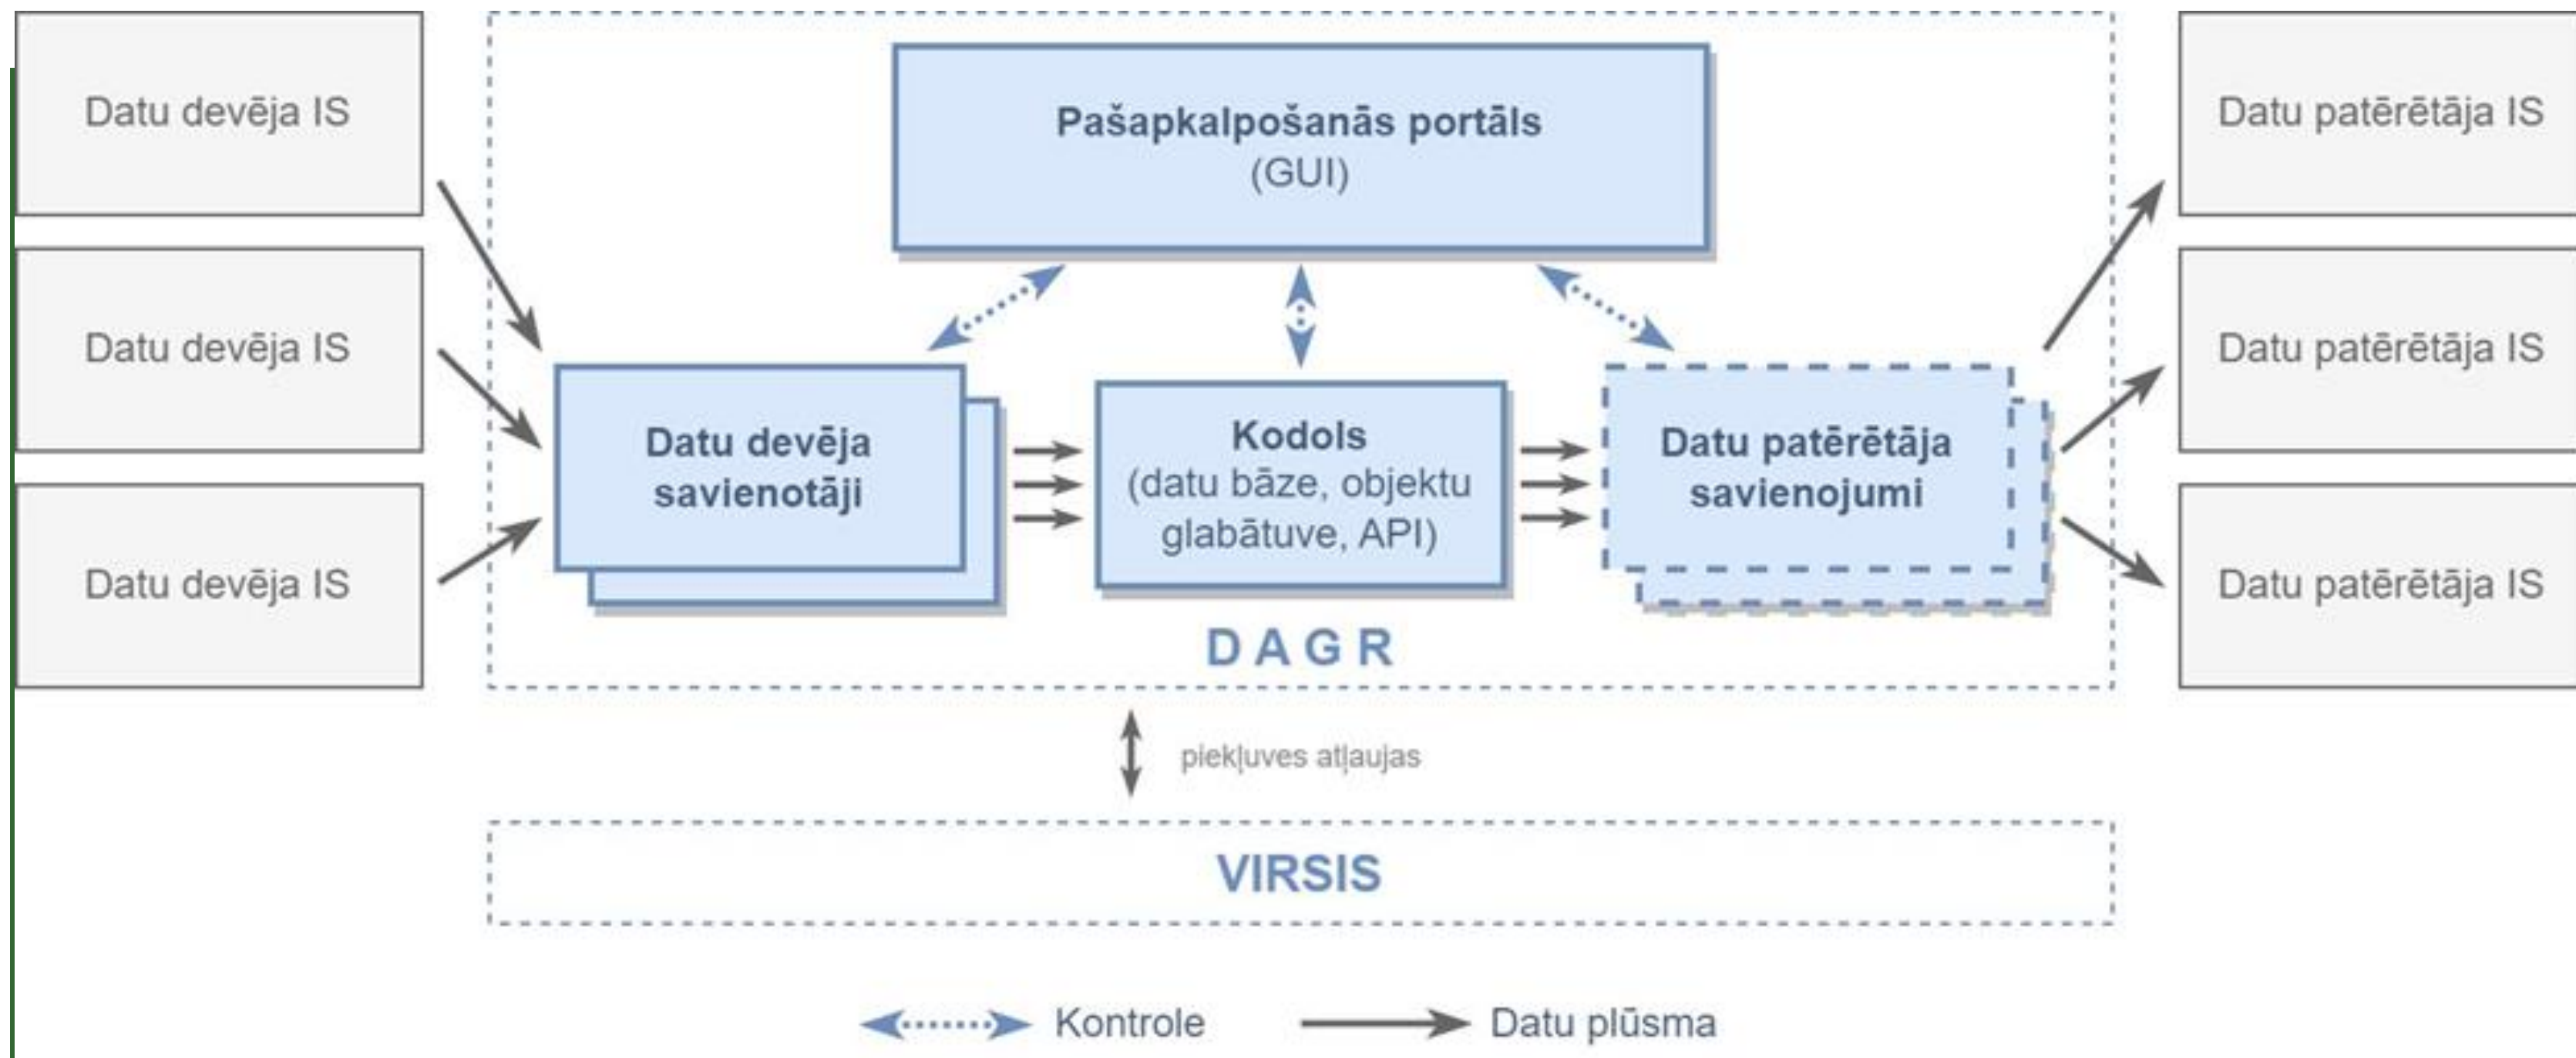 Datu devēja IS
Datu devēja IS
Datu devēja IS
Pašapkalpošanās portāls
(GUI)
Datu devēja
savienotāji
Kodols
(datu bāze, objektu
glabātuve, API)
Datu patērētāja
savienojumi
D A G R
Datu patērētāja IS
Datu patērētāja IS
Datu patērētāja IS
piekļuves atļaujas
VIRSIS
Kontrole
Datu plūsma